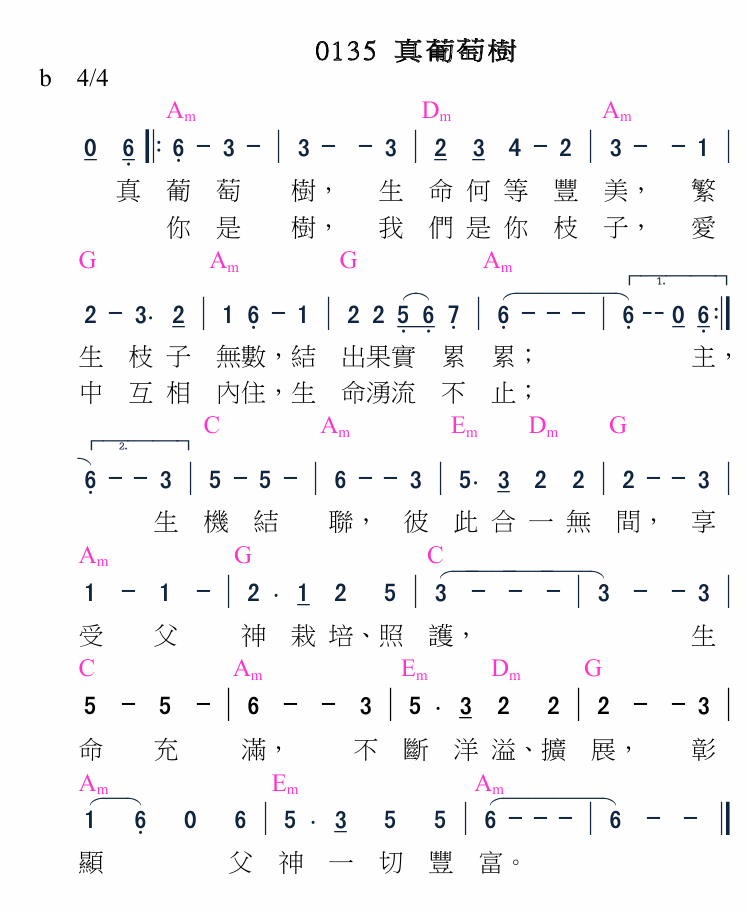 0135 真葡萄樹
b 4/4
Am Dm Am
0 6 ‖: 6 - 3 - | 3 - - 3 | 2 3 4 - 2 | 3 - - 1 |
真 葡 萄 樹， 生 命 何 等 豐 美， 繁
你 是 樹， 我 們 是 你 枝 子， 愛
G Am G Am
1.
2 - 3. 2 | 1 6 - 1 | 2 2 5 6 7 | 6 - - - | 6 - - 0 6 :‖
生 枝 子 無數，結 出果實 累 累； 主，
中 互 相 內住，生 命湧流 不 止；
C Am Em Dm G
2.
6 - - 3 | 5 - 5 - | 6 - - 3 | 5. 3 2 2 | 2 - - 3 |
生 機 結 聯， 彼 此 合 一 無 間， 享
Am G C
1 - 1 - | 2 . 1 2 5 | 3 - - - | 3 - - 3 |
受 父 神 栽 培、照 護， 生
C Am Em Dm G
5 - 5 - | 6 - - 3 | 5 . 3 2 2 | 2 - - 3 |
命 充 滿， 不 斷 洋 溢、擴 展， 彰
Am Em Am
1 6 0 6 | 5 . 3 5 5 | 6 - - - | 6 - - ‖
顯 父 神 一 切 豐 富。